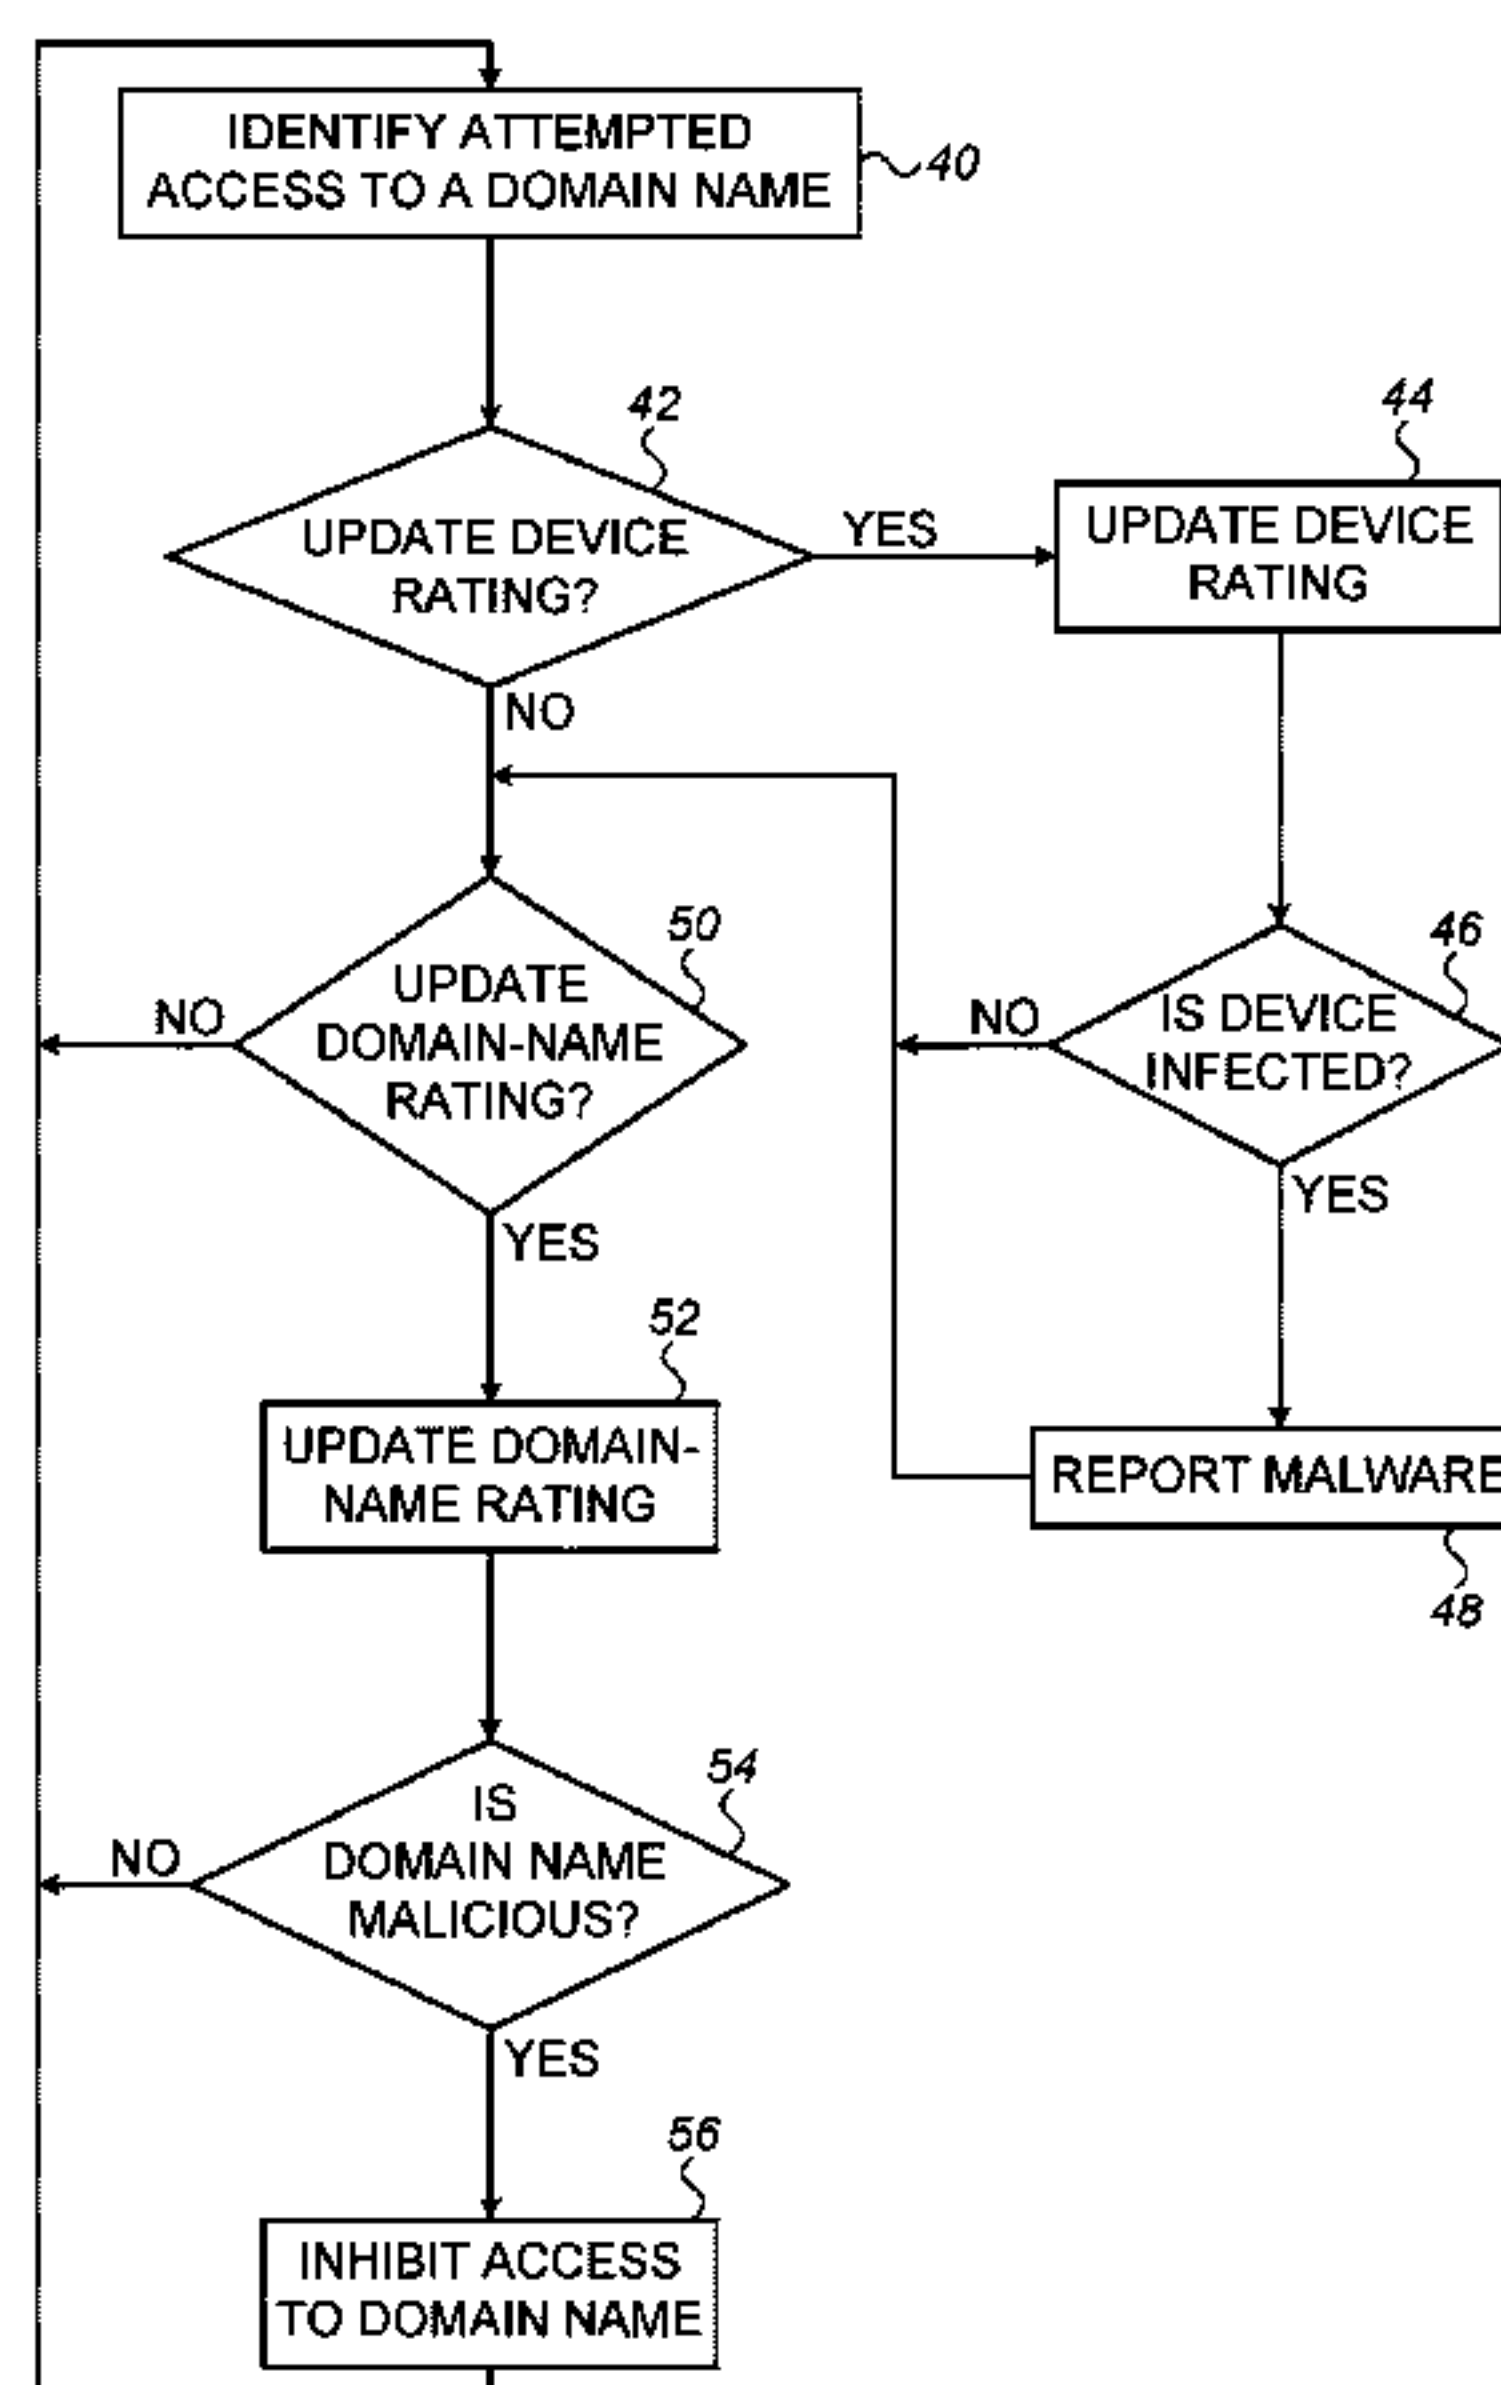 IDENTIFY ATTEMPTED
ACCESS TO A DOMAIN NAME
40
42
UPDATE DEVICE
RATING?
YES
NO
44
UPDATE DEVICE
RATING
46
IS DEVICE
INFECTED?
NO
YES
REPORT MALWARE
48
50
UPDATE
DOMAIN-NAME
RATING?
NO
YES
52
UPDATE DOMAIN-
NAME RATING
54
IS
DOMAIN NAME
MALICIOUS?
NO
YES
56
INHIBIT ACCESS
TO DOMAIN NAME